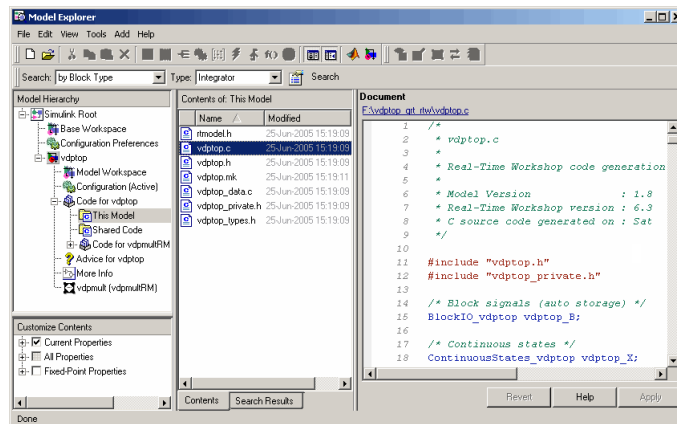 Model Explorer
File Edit View Tools Add Help
Search: by Block Type Type: Integrator Search
Model Hierarchy
Simulink Root
Base Workspace
Configuration Preferences
vdptop
Model Workspace
Configuration (Active)
Code for vdptop
This Model
Shared Code
Code for vdpmultRM
Advice for vdptop
More Info
vdpmult (vdpmultRM)
Customize Contents
Current Properties
All Properties
Fixed-Point Properties
Contents of: This Model
Name Modified
rtmodel.h 25-Jun-2005 15:19:09
vdptop.c 25-Jun-2005 15:19:09
vdptop.h 25-Jun-2005 15:19:09
vdptop.mk 25-Jun-2005 15:19:11
vdptop_data.c 25-Jun-2005 15:19:09
vdptop_private.h 25-Jun-2005 15:19:09
vdptop_types.h 25-Jun-2005 15:19:09
Contents Search Results
Document
F:\vdptop_grt_rtw\vdptop.c
1 /*
2 * vdptop.c
3 *
4 * Real-Time Workshop code generation
5 *
6 * Model Version : 1.8
7 * Real-Time Workshop version : 6.3
8 * C source code generated on : Sat
9 */
10
11 #include "vdptop.h"
12 #include "vdptop_private.h"
13
14 /* Block signals (auto storage) */
15 BlockIO_vdptop vdptop_B;
16
17 /* Continuous states */
18 ContinuousStates_vdptop vdptop_X;
Revert Help Apply
Done